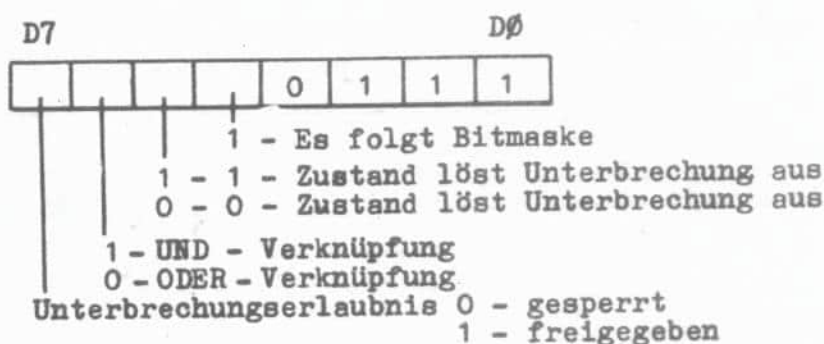 D7 DØ
0 1 1 1
1 - Es folgt Bitmaske
1 - 1 - Zustand löst Unterbrechung aus
0 - 0 - Zustand löst Unterbrechung aus
1 - UND - Verknüpfung
0 - ODER - Verknüpfung
Unterbrechungserlaubnis 0 - gesperrt
1 - freigegeben